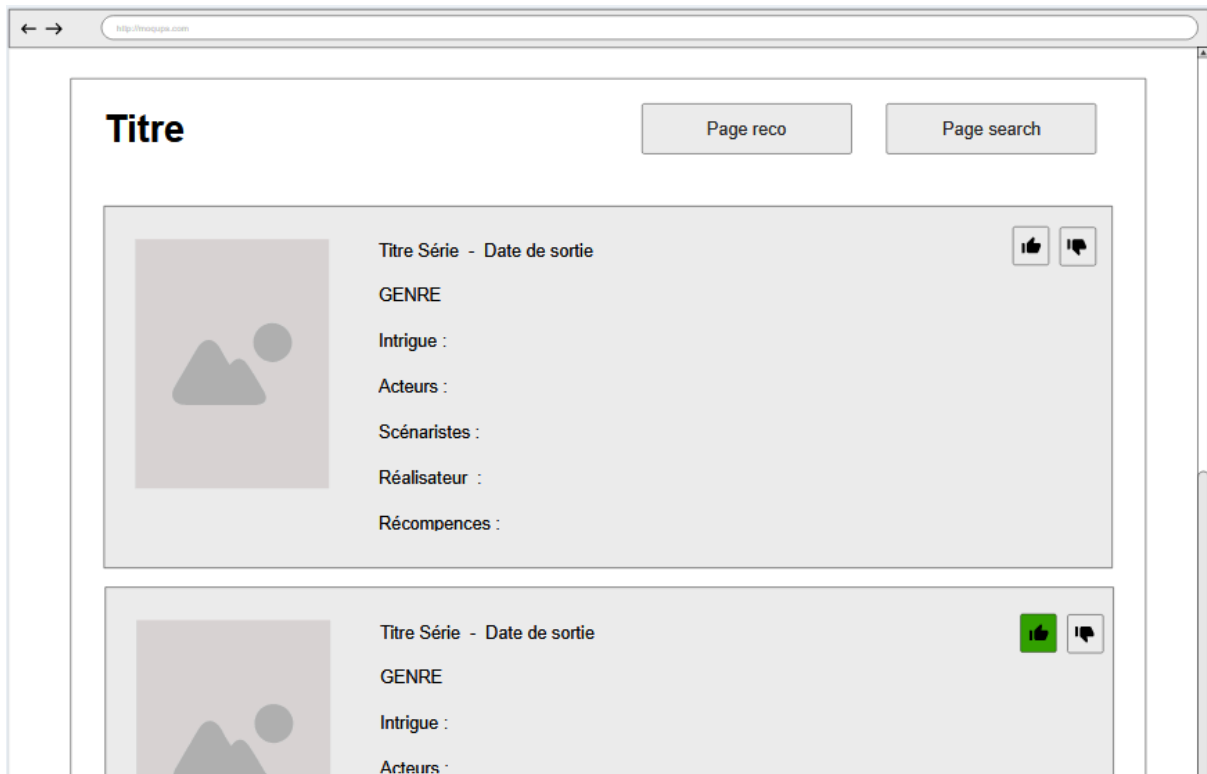 http://moqups.com
Titre
Page reco
Page search
Titre Série - Date de sortie
GENRE
Intrigue :
Acteurs :
Scénaristes :
Réalisateur :
Récompences :
Titre Série - Date de sortie
GENRE
Intrigue :
Acteurs :